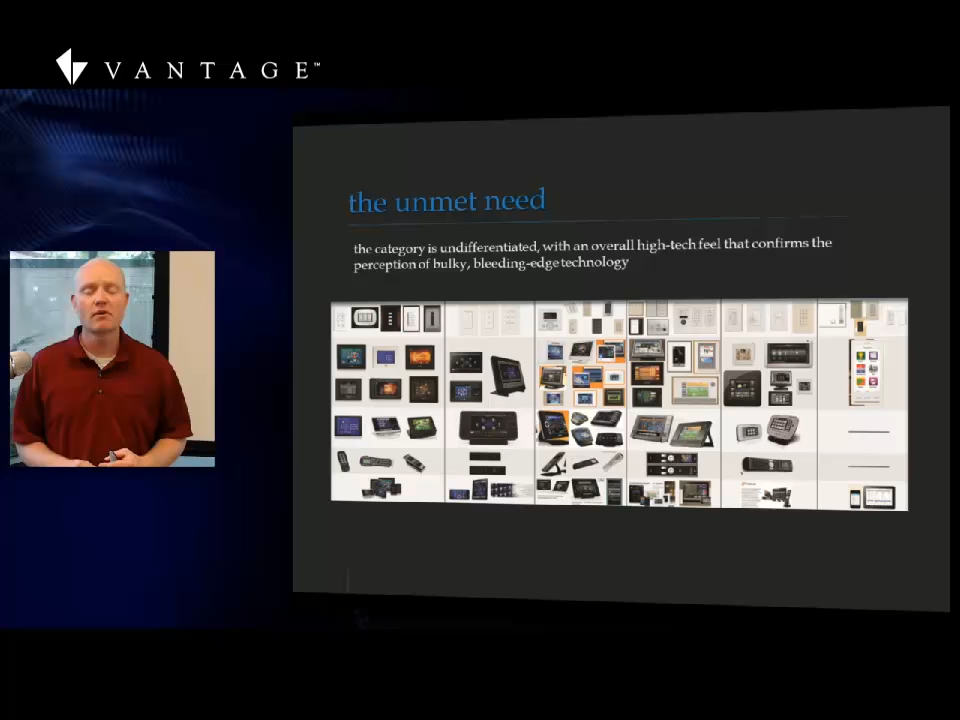 VANTAGE™
the unmet need
the category is undifferentiated, with an overall high-tech feel that confirms the
perception of bulky, bleeding-edge technology